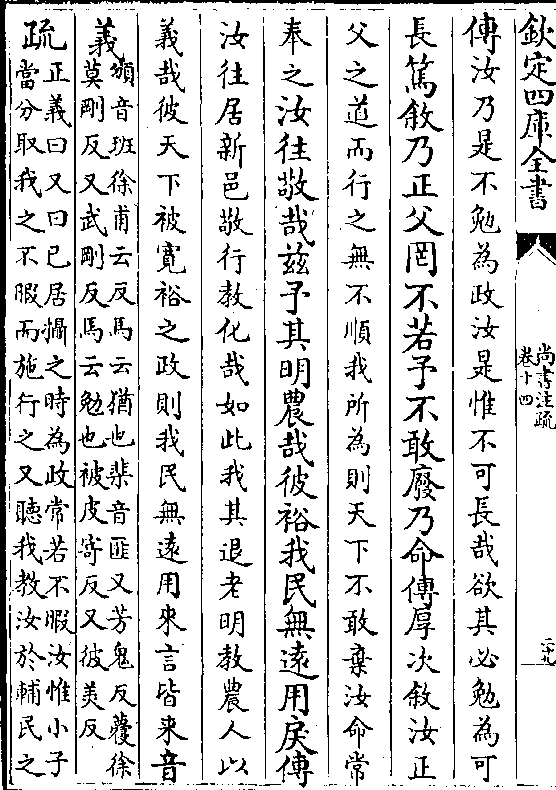 欽定四庫全書
尚書注疏
卷十四
二十九
傳汝乃是不勉為政汝是惟不可長哉欲其必勉為可
長篤敘乃正父罔不若予不敢廢乃命傳厚次敘汝正
父之道而行之無不順我所為則天下不敢棄汝命常
奉之汝往敬哉茲予其明農哉彼裕我民無遠用戾傳
汝往居新邑敬行教化哉如此我其退老明教農人以
義哉彼天下被寬裕之政則我民無遠用來言皆來音
義頒音班徐甫云反馬云猶也棐音匪又芳鬼反蘉徐
莫剛反又武剛反馬云勉也被皮寄反又彼美反
疏正義曰又曰已居攝之時為政常若不暇汝惟小子
當分取我之不暇而施行之又聽我教汝於輔民之